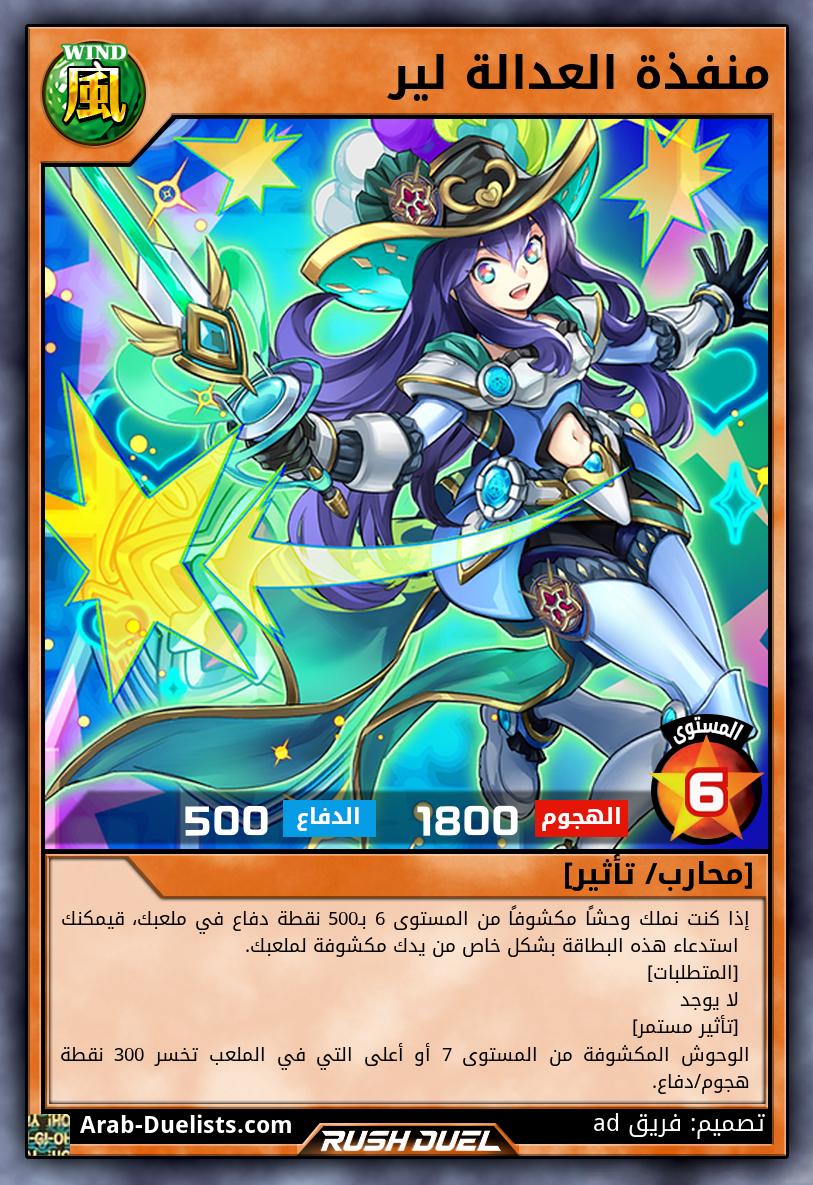 WIND
風
منفذة العدالة لير
المستوى
6
الهجوم 1800 الدفاع 500
[محارب/ تأثير]
إذا كنت نملك وحشاً مكشوفاً من المستوى 6 بـ500 نقطة دفاع في ملعبك، قيمكنك
استدعاء هذه البطاقة بشكل خاص من يدك مكشوفة لملعبك.
[المتطلبات]
لا يوجد
[تأثير مستمر]
الوحوش المكشوفة من المستوى 7 أو أعلى التي في الملعب تخسر 300 نقطة
هجوم/دفاع.
تصميم: فريق ad
RUSH DUEL
Arab-Duelists.com